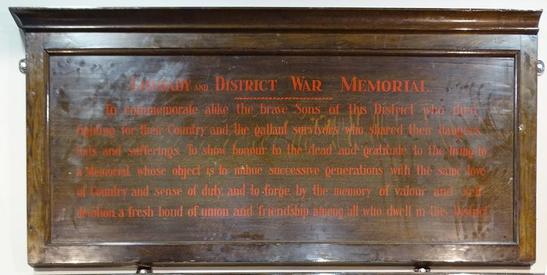 AND DISTRICT WAR MEMORIAL
To commemorate alike the brave Sons of this District who died
fighting for their Country and the gallant survivors who shared their dangers
and sufferings. To show honour to the dead and gratitude to the living in
a Memorial whose object is to imbue successive generations with the same love
of Country and sense of duty, and to forge by the memory of valour and self
devotion a fresh bond of union and friendship among all who dwell in this District